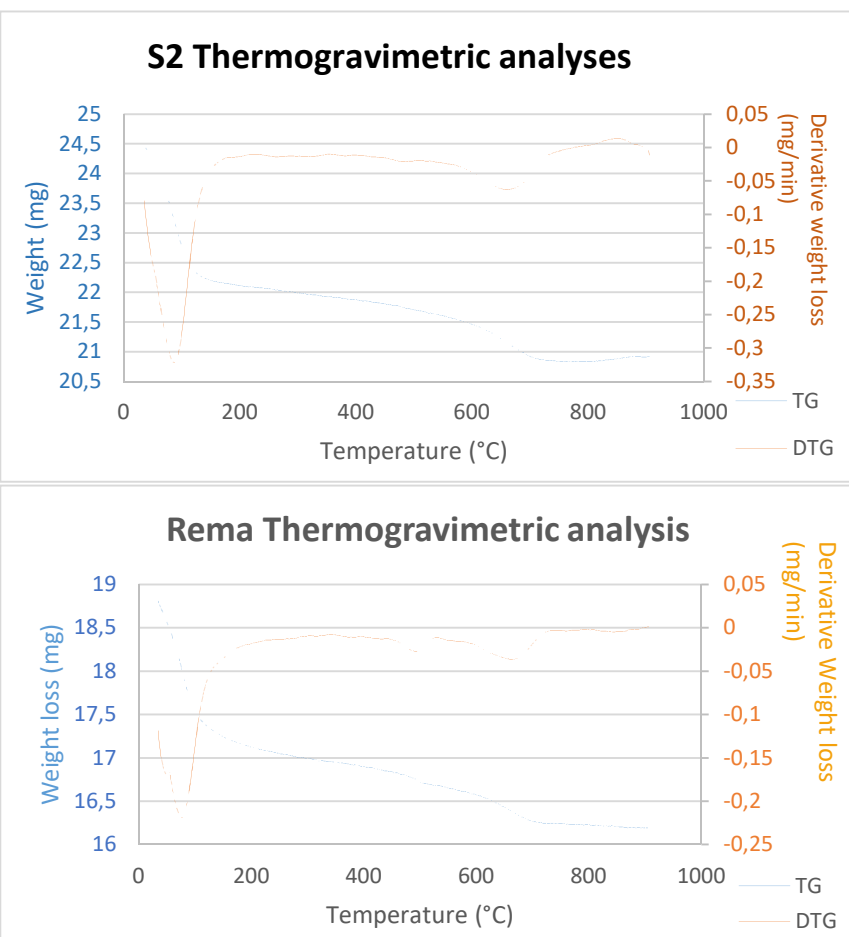 S2 Thermogravimetric analyses
25
24,5
24
23,5
23
22,5
22
21,5
21
20,5
Weight (mg)
0,05
0
-0,05
-0,1
-0,15
-0,2
-0,25
-0,3
-0,35
Derivative weight loss
(mg/min)
0 200 400 600 800 1000
Temperature (°C)
TG
DTG
Rema Thermogravimetric analysis
19
18,5
18
17,5
17
16,5
16
Weight loss (mg)
0,05
0
-0,05
-0,1
-0,15
-0,2
-0,25
Derivative Weight loss
(mg/min)
0 200 400 600 800 1000
Temperature (°C)
TG
DTG